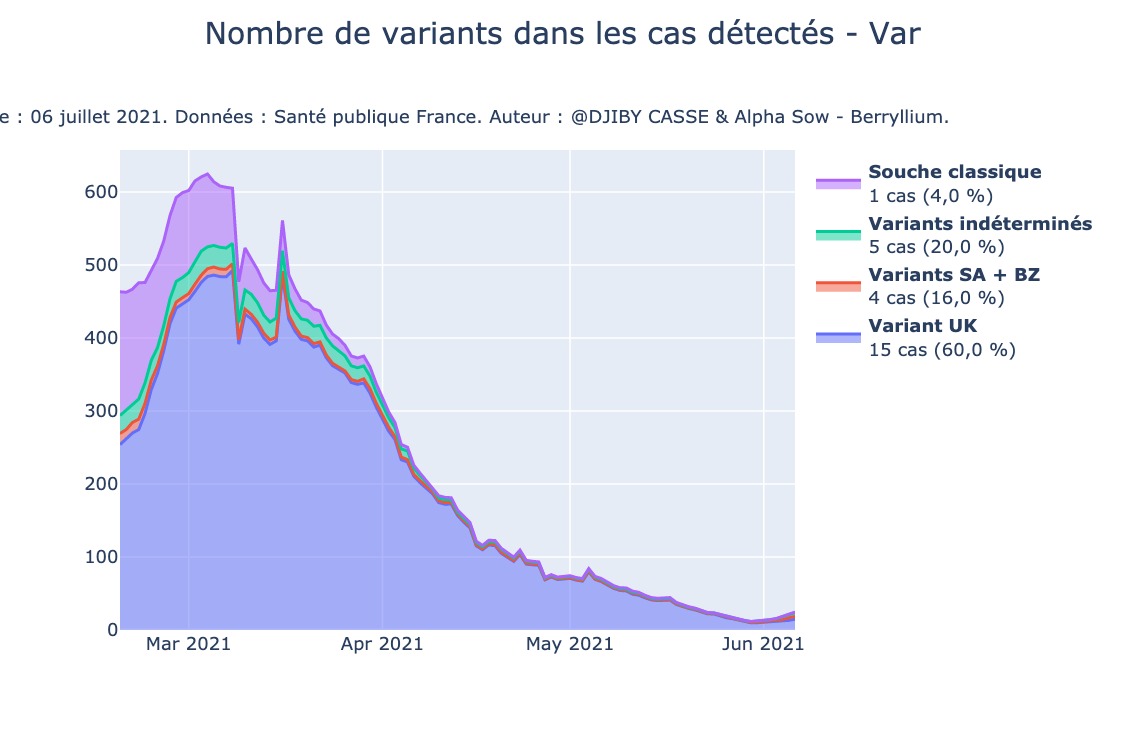 Nombre de variants dans les cas détectés - Var
e : 06 juillet 2021. Données : Santé publique France. Auteur : @DJIBY CASSE & Alpha Sow - Berryllium.
600
500
400
300
200
100
0
Mar 2021
Apr 2021
May 2021
Jun 2021
Souche classique
1 cas (4,0 %)
Variants indéterminés
5 cas (20,0 %)
Variants SA + BZ
4 cas (16,0 %)
Variant UK
15 cas (60,0 %)